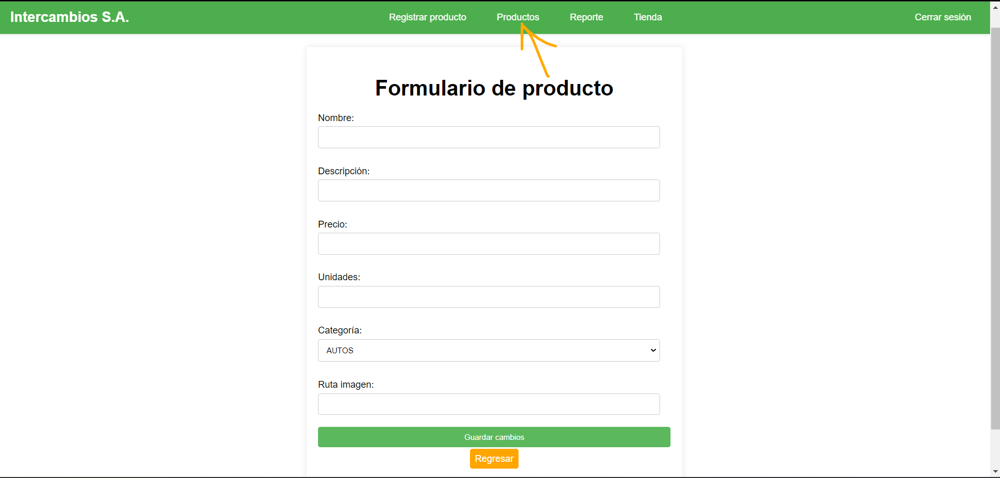 Intercambios S.A. Registrar producto Productos Reporte Tienda Cerrar sesión
Formulario de producto
Nombre:
Descripción:
Precio:
Unidades:
Categoría:
AUTOS
Ruta imagen:
Guardar cambios
Regresar